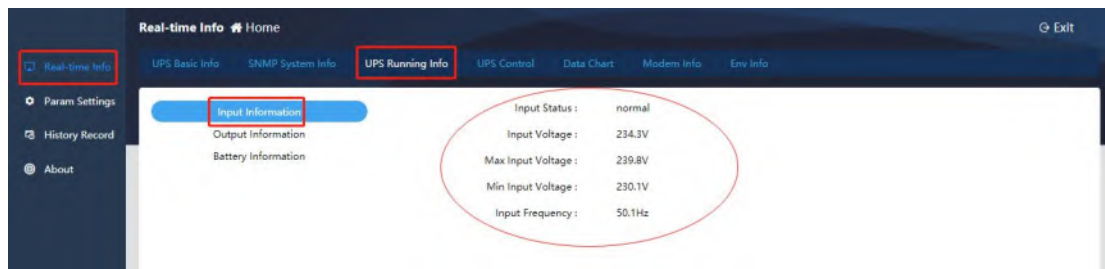 Real-time Info Home Exit
Real-time Info UPS Basic Info SNMP System Info UPS Running Info UPS Control Data Chart Modem Info Env Info
Param Settings
History Record
About
Input Information
Output Information
Battery Information
Input Status : normal
Input Voltage : 234.3V
Max Input Voltage : 239.8V
Min Input Voltage : 230.1V
Input Frequency : 50.1Hz